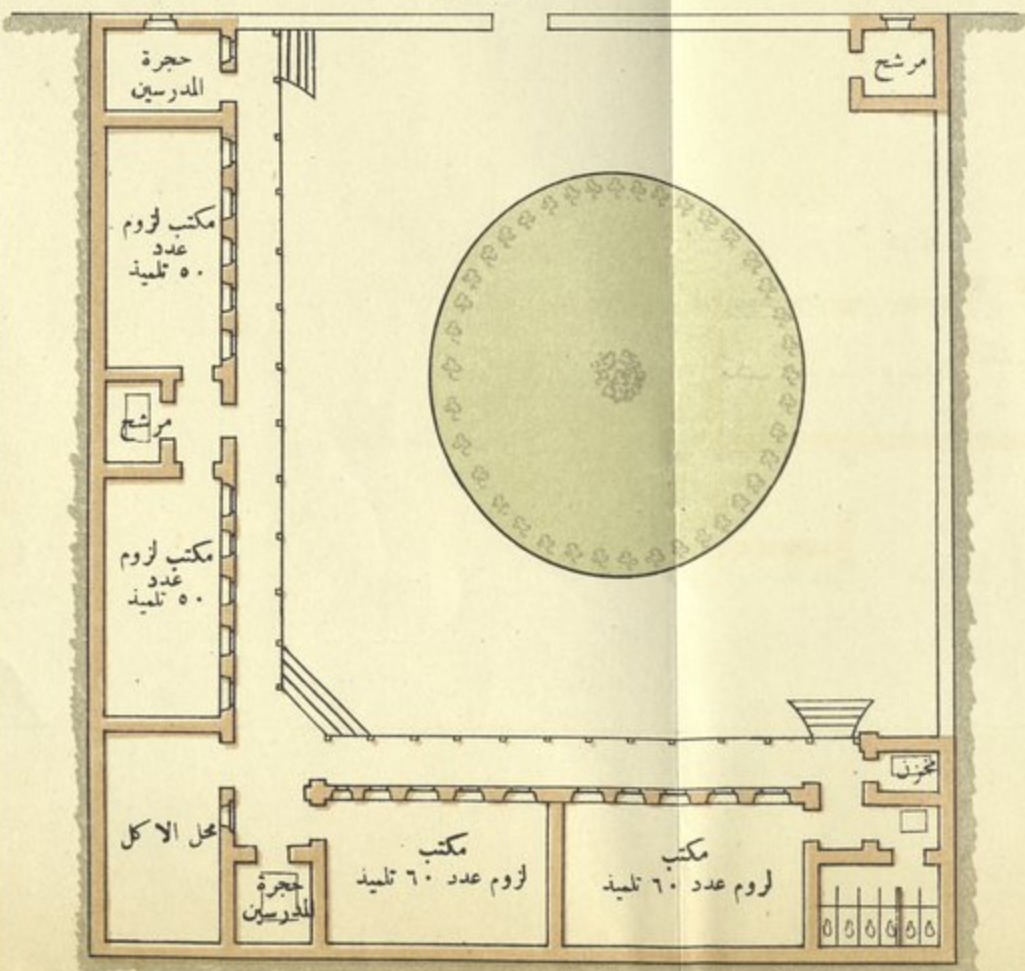 حجرة
المدرسين
مرشح
مكتب لزوم
عدد
٥٠ تلميذ
مرشح
مكتب لزوم
عدد
٥٠ تلميذ
مخزن
محل الاكل
حجرة
المدرسين
مكتب
لزوم عدد ٦٠ تلميذ
مكتب
لزوم عدد ٦٠ تلميذ